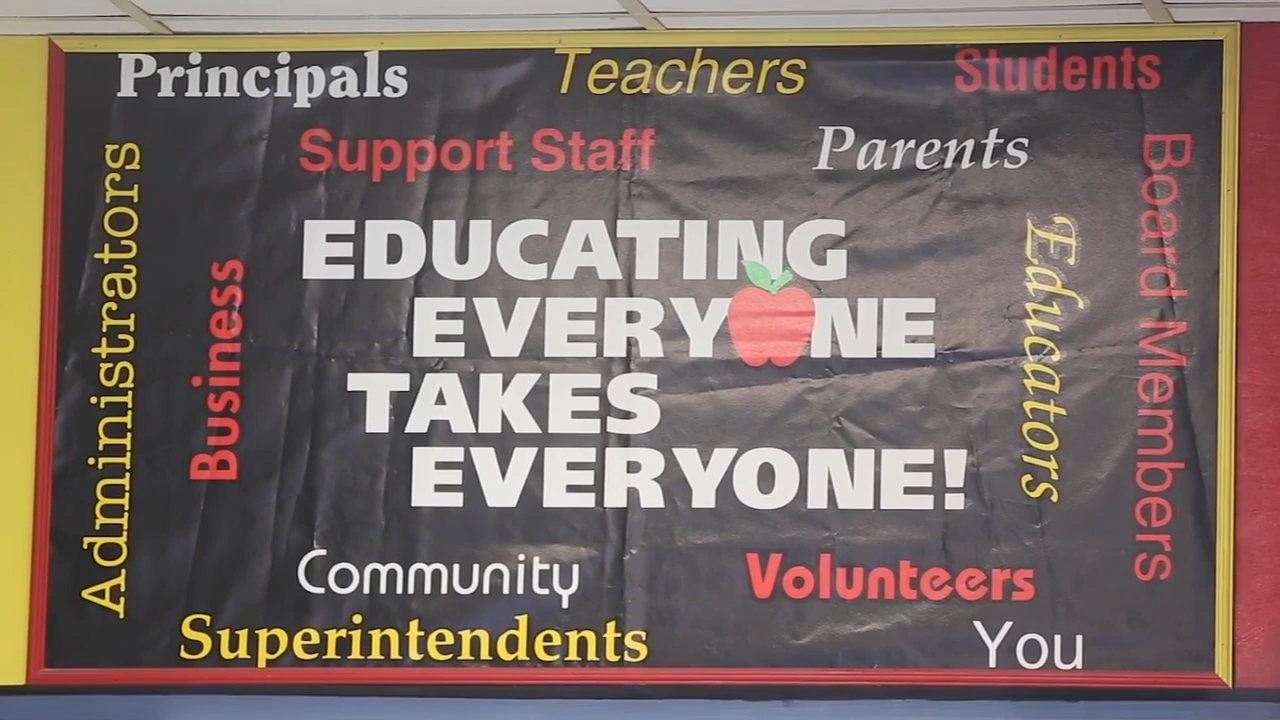 Principals
Teachers
Students
Support Staff
Parents
Administrators
Business
EDUCATING
EVERYONE
TAKES
EVERYONE!
Educators
Board Members
Community
Volunteers
Superintendents
You